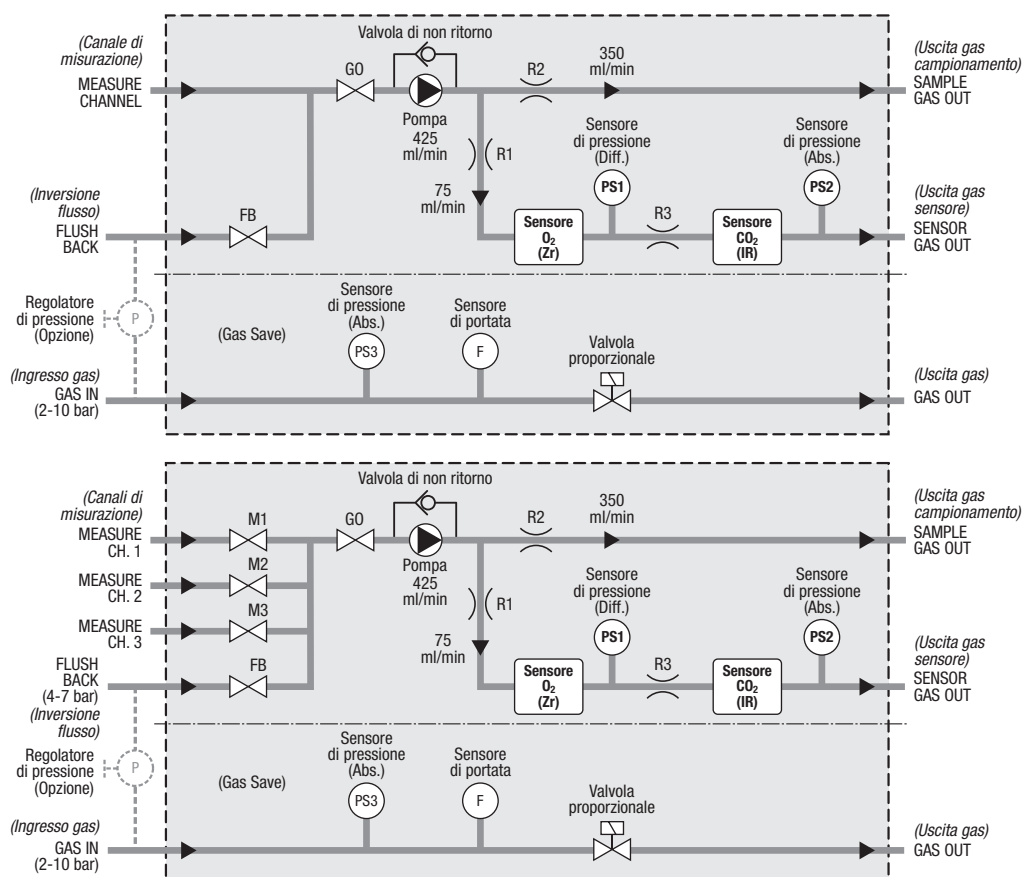 (Canale di
misurazione)
MEASURE
CHANNEL
GO
Valvola di non ritorno
Pompa
425
ml/min
R2
350
ml/min
(Uscita gas
campionamento)
SAMPLE
GAS OUT
R1
75
ml/min
Sensore
di pressione
(Diff.)
PS1
Sensore
di pressione
(Abs.)
PS2
(Inversione
flusso)
FLUSH
BACK
FB
Sensore
O₂
(Zr)
R3
Sensore
CO₂
(IR)
(Uscita gas
sensore)
SENSOR
GAS OUT
Regolatore
di pressione
(Opzione)
P
(Gas Save)
Sensore
di pressione
(Abs.)
PS3
Sensore
di portata
F
Valvola
proporzionale
(Ingresso gas)
GAS IN
(2-10 bar)
(Uscita gas)
GAS OUT
(Canali di
misurazione)
MEASURE
CH. 1
M1
GO
Valvola di non ritorno
Pompa
425
ml/min
R2
350
ml/min
(Uscita gas
campionamento)
SAMPLE
GAS OUT
MEASURE
CH. 2
M2
MEASURE
CH. 3
M3
R1
75
ml/min
Sensore
di pressione
(Diff.)
PS1
Sensore
di pressione
(Abs.)
PS2
FLUSH
BACK
(4-7 bar)
(Inversione
flusso)
FB
Sensore
O₂
(Zr)
R3
Sensore
CO₂
(IR)
(Uscita gas
sensore)
SENSOR
GAS OUT
Regolatore
di pressione
(Opzione)
P
(Gas Save)
Sensore
di pressione
(Abs.)
PS3
Sensore
di portata
F
Valvola
proporzionale
(Ingresso gas)
GAS IN
(2-10 bar)
(Uscita gas)
GAS OUT